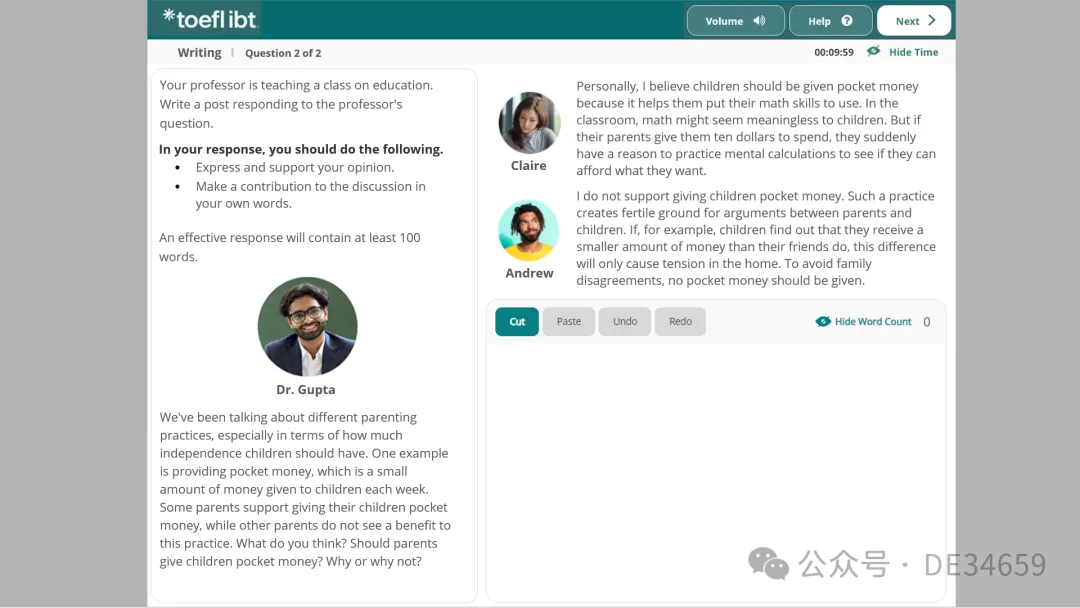 *toefl ibt.
Volume
Help ?
Next
Writing | Question 2 of 2
00:09:59
Hide Time
Your professor is teaching a class on education.
Write a post responding to the professor's
question.
In your response, you should do the following.
• Express and support your opinion.
• Make a contribution to the discussion in
your own words.
An effective response will contain at least 100
words.
Dr. Gupta
We've been talking about different parenting
practices, especially in terms of how much
independence children should have. One example
is providing pocket money, which is a small
amount of money given to children each week.
Some parents support giving their children pocket
money, while other parents do not see a benefit to
this practice. What do you think? Should parents
give children pocket money? Why or why not?
Claire
Personally, I believe children should be given pocket money
because it helps them put their math skills to use. In the
classroom, math might seem meaningless to children. But if
their parents give them ten dollars to spend, they suddenly
have a reason to practice mental calculations to see if they can
afford what they want.
Andrew
I do not support giving children pocket money. Such a practice
creates fertile ground for arguments between parents and
children. If, for example, children find out that they receive a
smaller amount of money than their friends do, this difference
will only cause tension in the home. To avoid family
disagreements, no pocket money should be given.
Cut
Paste
Undo
Redo
Hide Word Count 0
公众号 · DE34659